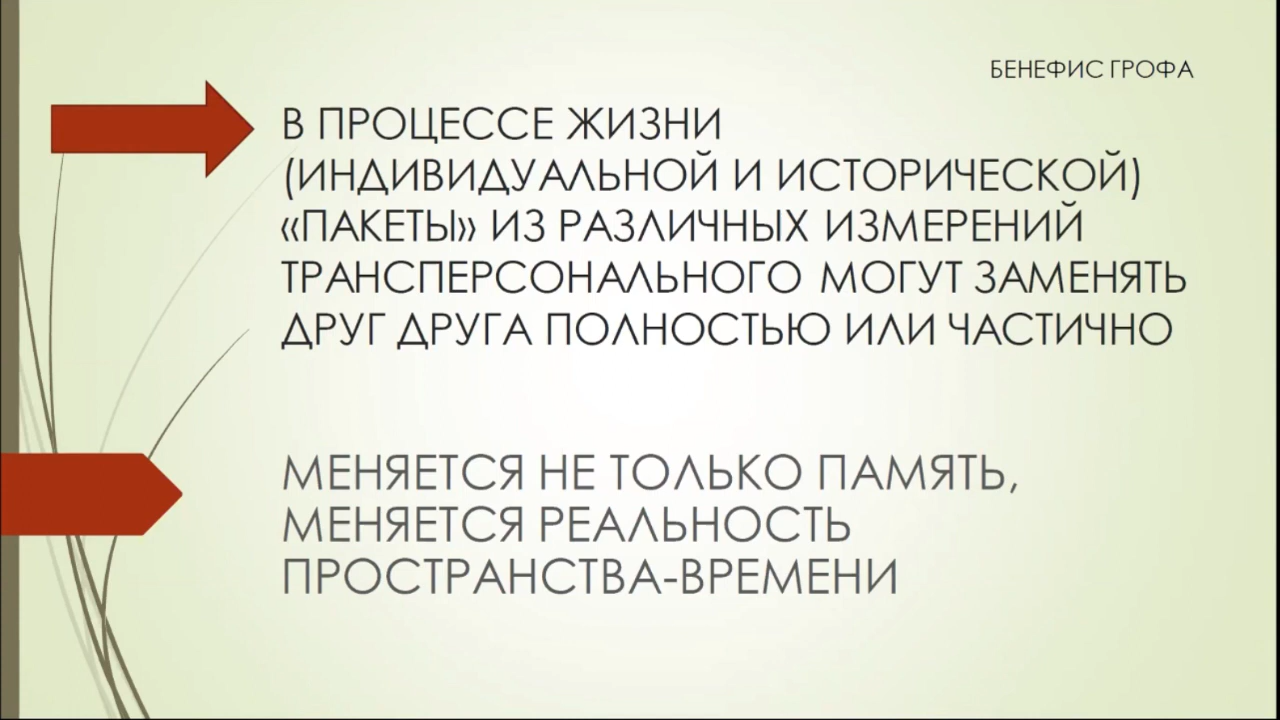 БЕНЕФИС ГРОФА
В ПРОЦЕССЕ ЖИЗНИ
(ИНДИВИДУАЛЬНОЙ И ИСТОРИЧЕСКОЙ)
«ПАКЕТЫ» ИЗ РАЗЛИЧНЫХ ИЗМЕРЕНИЙ
ТРАНСПЕРСОНАЛЬНОГО МОГУТ ЗАМЕНЯТЬ
ДРУГ ДРУГА ПОЛНОСТЬЮ ИЛИ ЧАСТИЧНО
МЕНЯЕТСЯ НЕ ТОЛЬКО ПАМЯТЬ,
МЕНЯЕТСЯ РЕАЛЬНОСТЬ
ПРОСТРАНСТВА-ВРЕМЕНИ